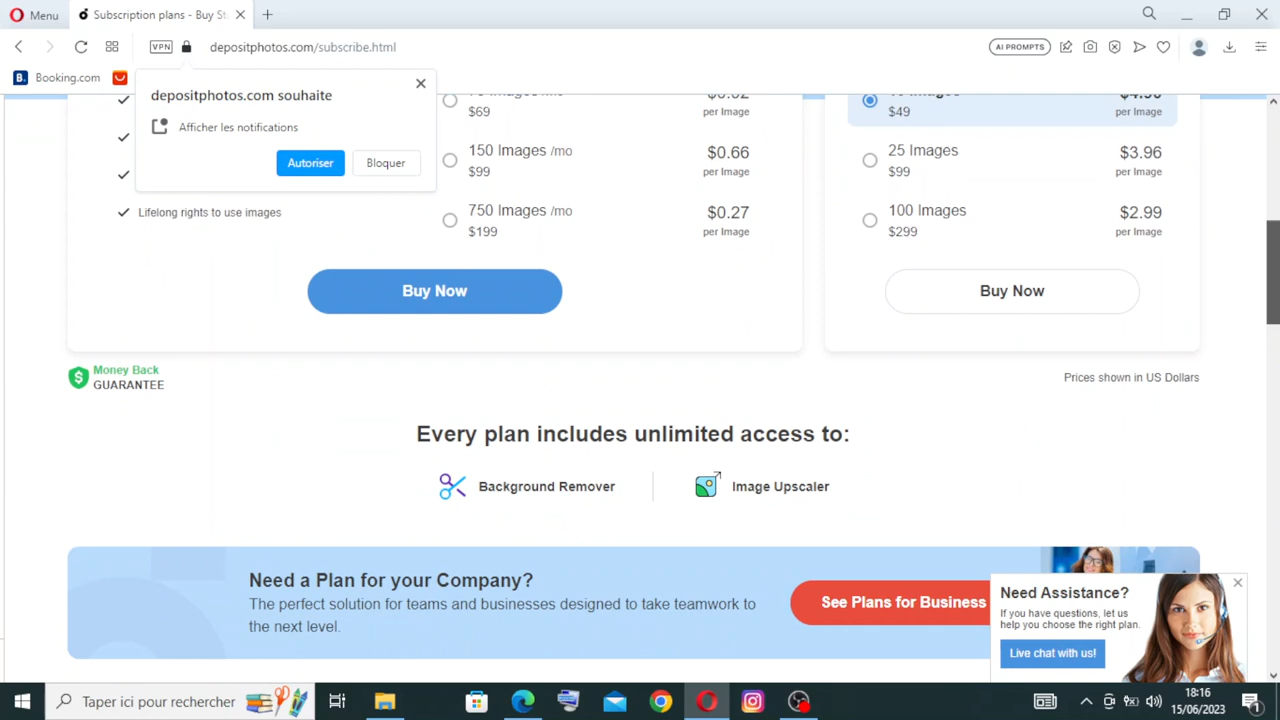 Menu
Subscription plans - Buy St
VPN
depositphotos.com/subscribe.html
AI PROMPTS
B.
Booking.com
depositphotos.com souhaite
Afficher les notifications
Autoriser
Bloquer
$69
per Image
150 Images /mo
$0.66
$99
per Image
Lifelong rights to use images
750 Images /mo
$0.27
$199
per Image
Buy Now
$49
per Image
25 Images
$3.96
$99
per Image
100 Images
$2.99
$299
per Image
Buy Now
Money Back
GUARANTEE
Prices shown in US Dollars
Every plan includes unlimited access to:
Background Remover
Image Upscaler
Need a Plan for your Company?
The perfect solution for teams and businesses designed to take teamwork to
the next level.
See Plans for Business
Need Assistance?
If you have questions, let us
help you choose the right plan.
Live chat with us!
Taper ici pour rechercher
18:16
15/06/2023
1